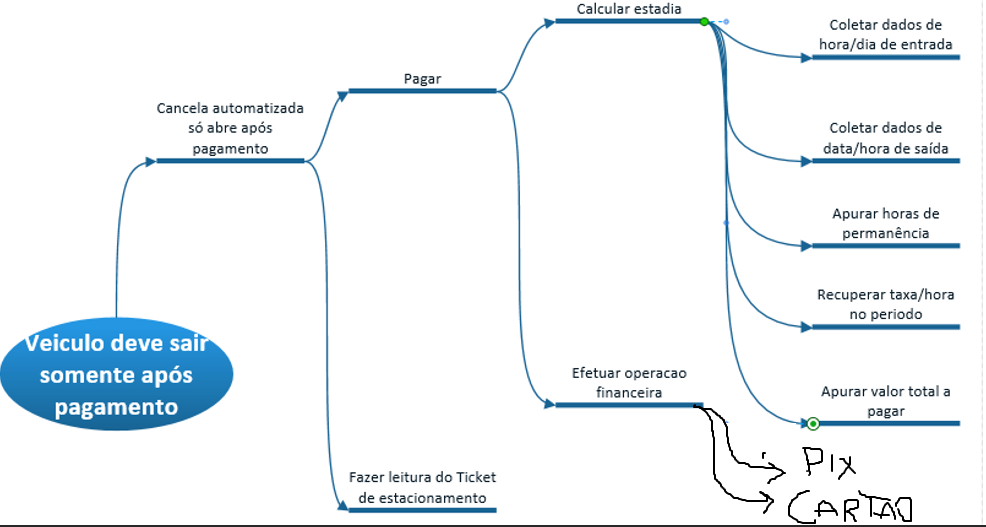 Calcular estadia
Coletar dados de
hora/dia de entrada
Pagar
Cancela automatizada
só abre após
pagamento
Coletar dados de
data/hora de saída
Apurar horas de
permanência
Recuperar taxa/hora
no periodo
Veiculo deve sair
somente após
pagamento
Efetuar operacao
financeira
Apurar valor total a
pagar
PIX
CARTAO
Fazer leitura do Ticket
de estacionamento